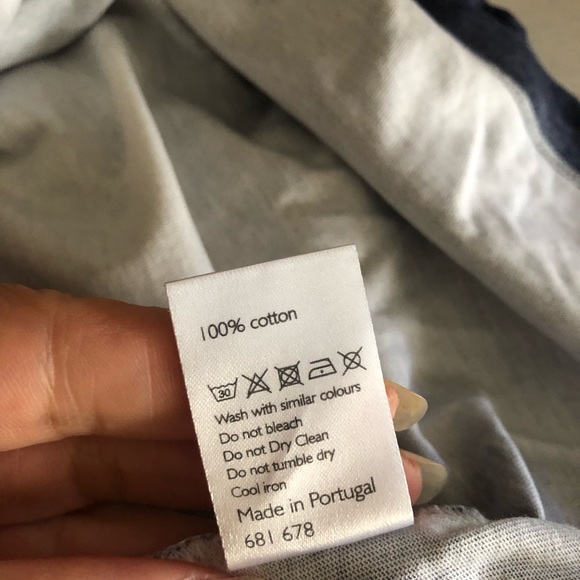 100% cotton
30
Wash with similar colours
Do not bleach
Do not Dry Clean
Do not tumble dry
Cool iron
Made in Portugal
681 678